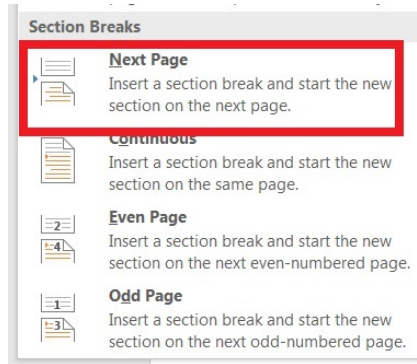 Section Breaks
Next Page
Insert a section break and start the new
section on the next page.
Continuous
Insert a section break and start the new
section on the same page.
2
4
Even Page
Insert a section break and start the new
section on the next even-numbered page.
1
3
Odd Page
Insert a section break and start the new
section on the next odd-numbered page.